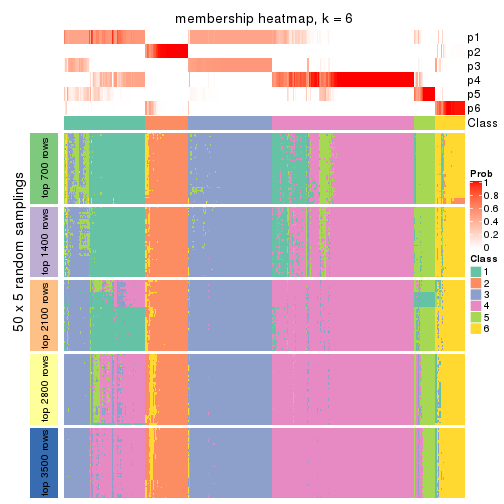 membership heatmap, k = 6
p1
p2
p3
p4
p5
p6
Class
50 x 5 random samplings
top 700 rows
top 1400 rows
top 2100 rows
top 2800 rows
top 3500 rows
Prob
1
0.8
0.6
0.4
0.2
0
Class
1
2
3
4
5
6